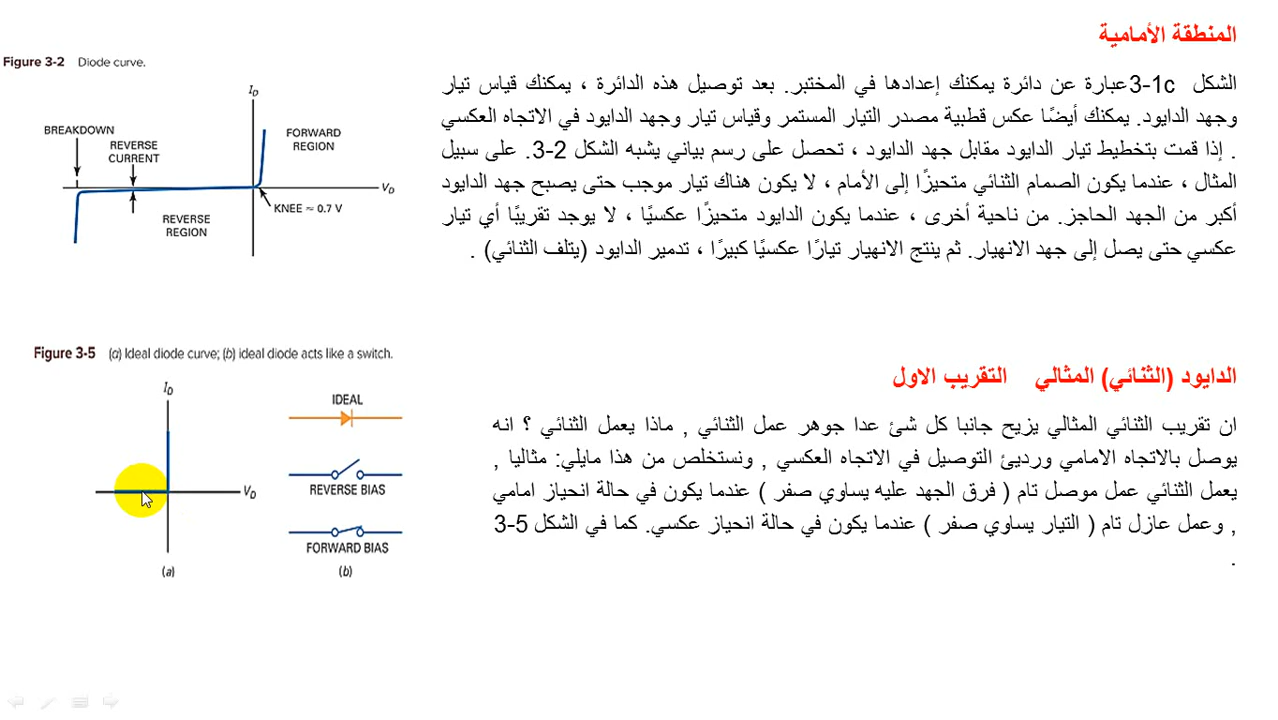 المنطقة الأمامية
Figure 3-2 Diode curve.
I_D
BREAKDOWN
REVERSE
CURRENT
FORWARD
REGION
V_D
KNEE ≈ 0.7 V
REVERSE
REGION
الشكل 3-1c عبارة عن دائرة يمكنك إعدادها في المختبر. بعد توصيل هذه الدائرة ، يمكنك قياس تيار
وجهد الدايود. يمكنك أيضًا عكس قطبية مصدر التيار المستمر وقياس تيار وجهد الدايود في الاتجاه العكسي
. إذا قمت بتخطيط تيار الدايود مقابل جهد الدايود ، تحصل على رسم بياني يشبه الشكل 2-3. على سبيل
المثال ، عندما يكون الصمام الثنائي متحيزًا إلى الأمام ، لا يكون هناك تيار موجب حتى يصبح جهد الدايود
أكبر من الجهد الحاجز. من ناحية أخرى ، عندما يكون الدايود متحيزًا عكسيًا ، لا يوجد تقريبًا أي تيار
عكسي حتى يصل إلى جهد الانهيار. ثم ينتج الانهيار تيارًا عكسيًا كبيرًا ، تدمير الدايود (يتلف الثنائي) .
Figure 3-5 (a) Ideal diode curve; (b) ideal diode acts like a switch.
I_D
V_D
(a)
IDEAL
REVERSE BIAS
FORWARD BIAS
(b)
الدايود (الثنائي) المثالي التقريب الاول
ان تقريب الثنائي المثالي يزيح جانبا كل شئ عدا جوهر عمل الثنائي , ماذا يعمل الثنائي ؟ انه
يوصل بالاتجاه الامامي ورديئ التوصيل في الاتجاه العكسي , ونستخلص من هذا مايلي: مثاليا ,
يعمل الثنائي عمل موصل تام ( فرق الجهد عليه يساوي صفر ) عندما يكون في حالة انحياز امامي
, وعمل عازل تام ( التيار يساوي صفر ) عندما يكون في حالة انحياز عكسي. كما في الشكل 5-3
.